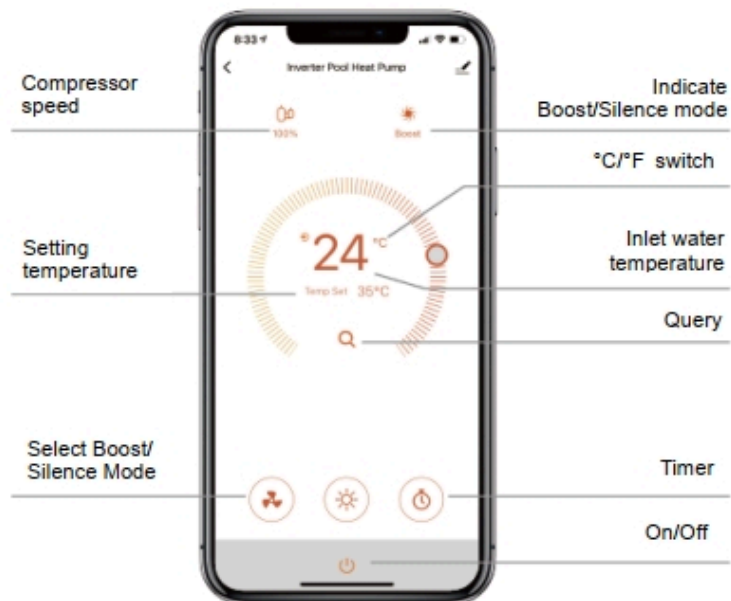 8:33
Inverter Pool Heat Pump
Compressor
speed
Indicate
Boost/Silence mode
100%
Boost
°C/°F switch
24 °C
Setting
temperature
Inlet water
temperature
Temp Set 35°C
Query
Select Boost/
Silence Mode
Timer
On/Off